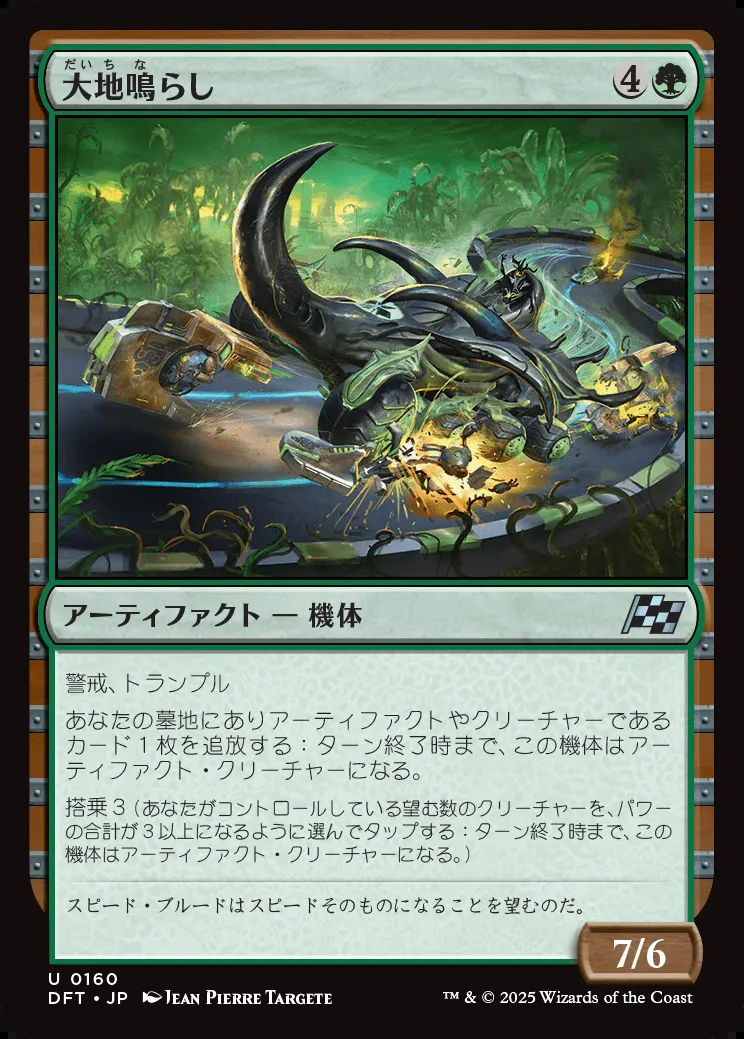 だいちな
大地鳴らし
4
アーティファクト — 機体
警戒、トランプル
あなたの墓地にありアーティファクトやクリーチャーである
カード1枚を追放する：ターン終了時まで、この機体はアー
ティファクト・クリーチャーになる。
搭乗3（あなたがコントロールしている望む数のクリーチャーを、パワー
の合計が3以上になるように選んでタップする：ターン終了時まで、この
機体はアーティファクト・クリーチャーになる。）
スピード・ブルードはスピードそのものになることを望むのだ。
7/6
U 0160
DFT • JP Jean Pierre Targete
™ & © 2025 Wizards of the Coast